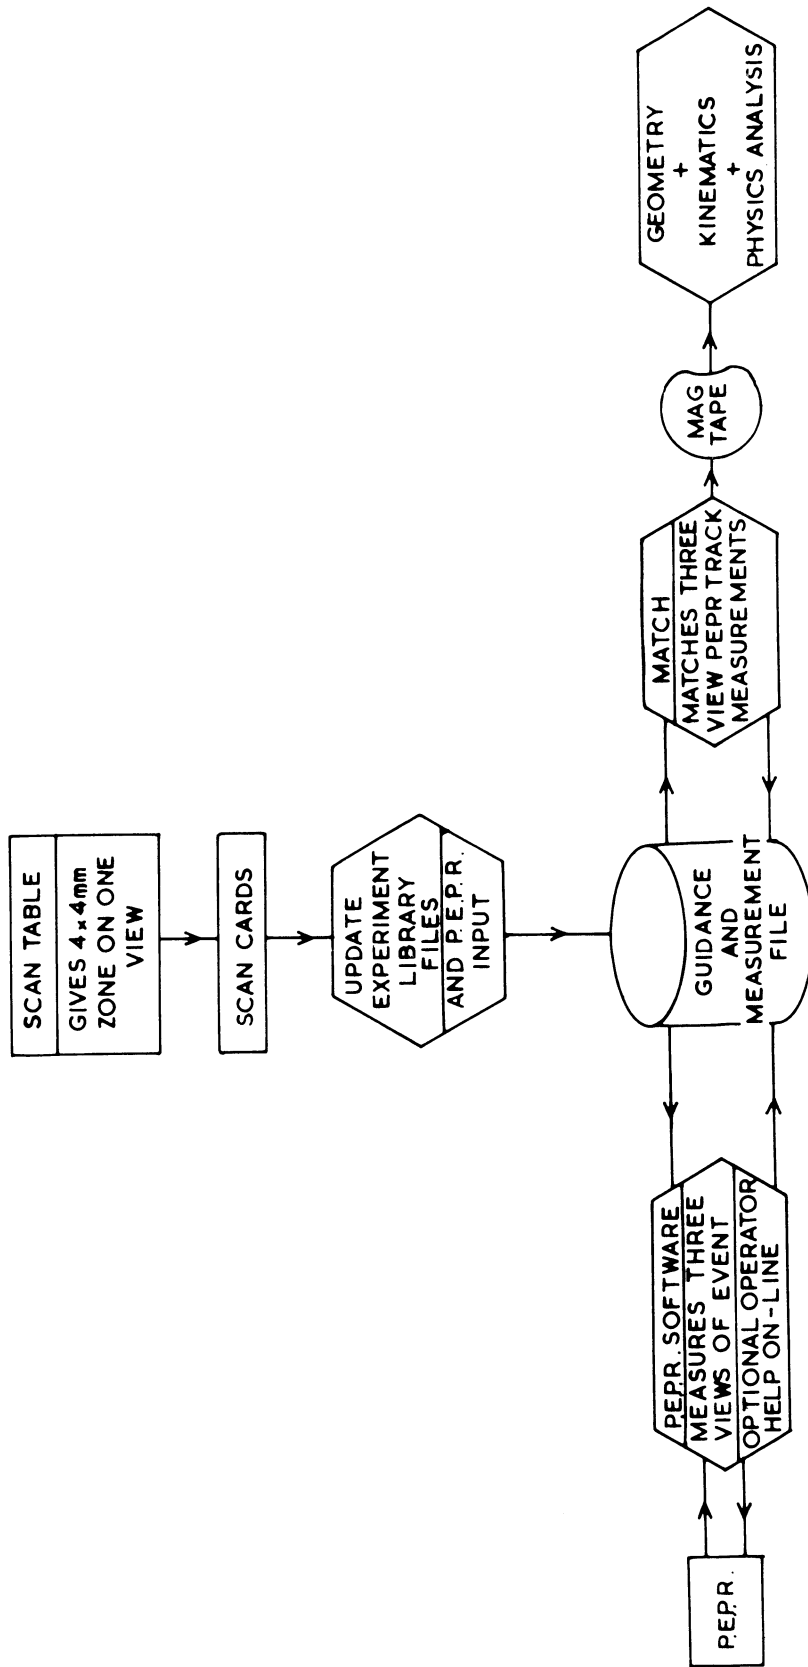 SCAN TABLE
GIVES 4 × 4mm
ZONE ON ONE
VIEW
SCAN CARDS
UPDATE
EXPERIMENT
LIBRARY
FILES
AND P.E.P.R.
INPUT
P.E.P.R.
P.E.P.R. SOFTWARE
MEASURES THREE
VIEWS OF EVENT
OPTIONAL OPERATOR
HELP ON-LINE
GUIDANCE
AND
MEASUREMENT
FILE
MATCH
MATCHES THREE
VIEW PEPR TRACK
MEASUREMENTS
MAG
TAPE
GEOMETRY
+
KINEMATICS
+
PHYSICS ANALYSIS